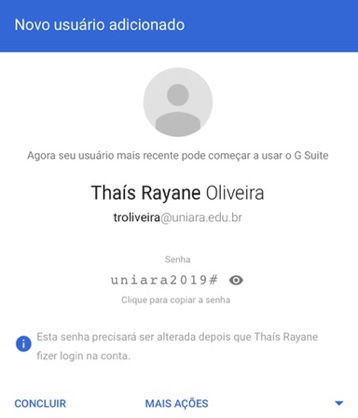 Novo usuário adicionado
Agora seu usuário mais recente pode começar a usar o G Suite
Thaís Rayane Oliveira
troliveira@uniara.edu.br
Senha
uniara2019#
Clique para copiar a senha
Esta senha precisará ser alterada depois que Thaís Rayane
fizer login na conta.
CONCLUIR MAIS AÇÕES